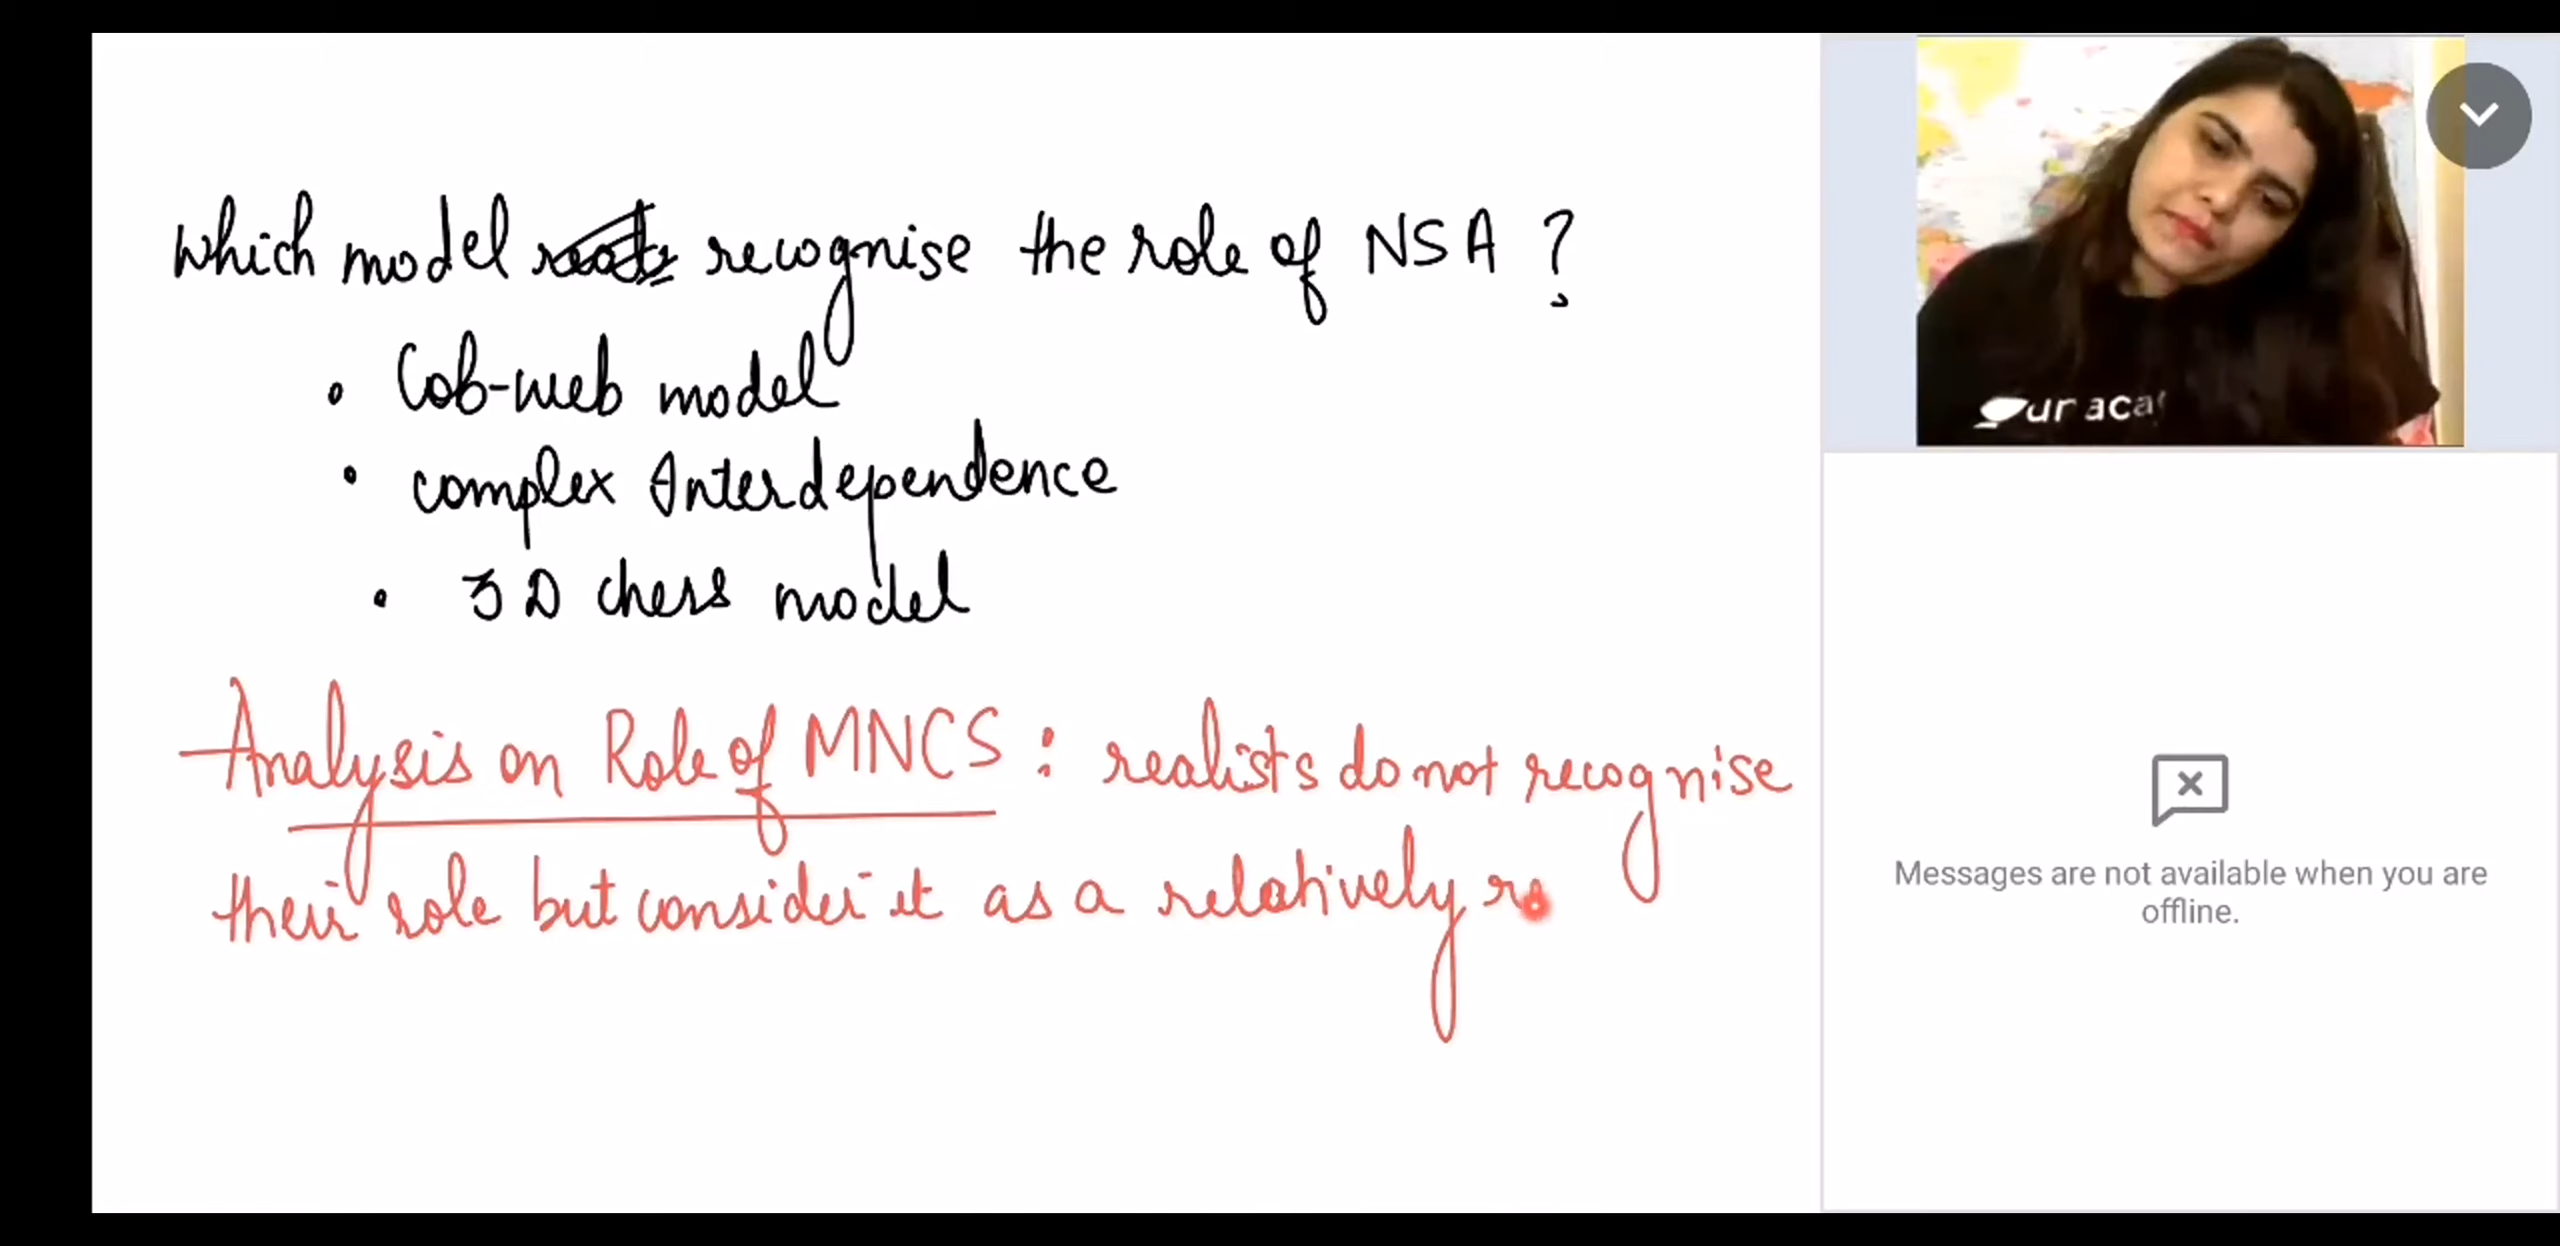 Which model recognise the role of NSA ?
• Cob-web model
• complex Interdependence
• 3D chess model
Analysis on Role of MNCS : realists do not recognise
their role but consider it as a relatively
unaca
Messages are not available when you are
offline.